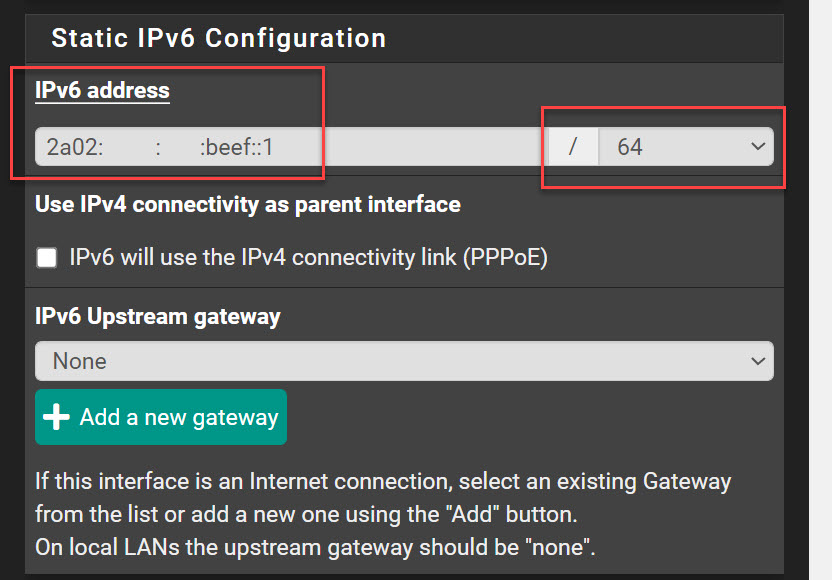 Static IPv6 Configuration
IPv6 address
2a02: : :beef::1 / 64
Use IPv4 connectivity as parent interface
IPv6 will use the IPv4 connectivity link (PPPoE)
IPv6 Upstream gateway
None
Add a new gateway
If this interface is an Internet connection, select an existing Gateway
from the list or add a new one using the "Add" button.
On local LANs the upstream gateway should be "none".